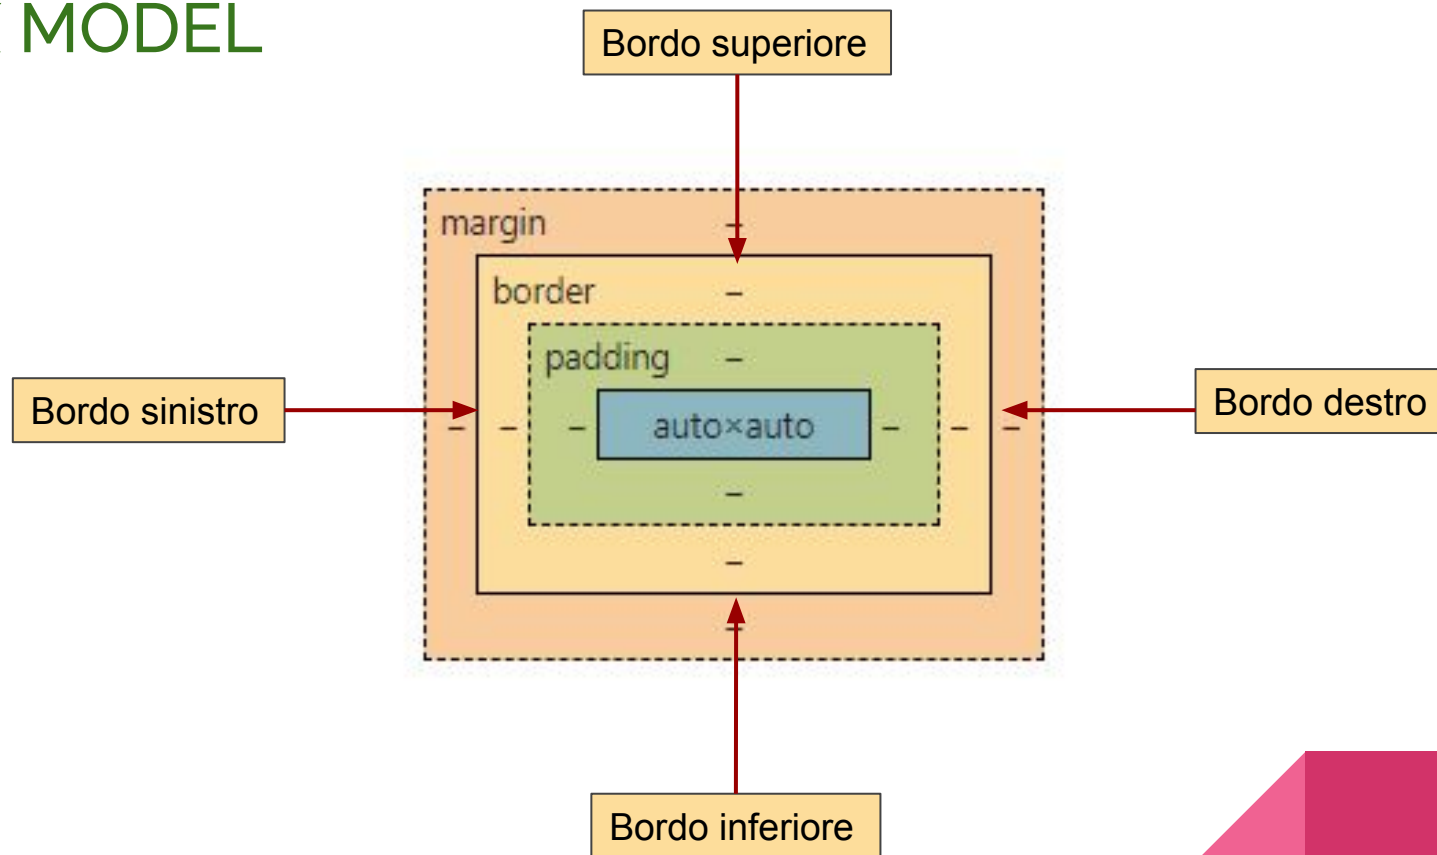 MODEL
Bordo superiore
margin –
border –
padding –
Bordo sinistro
– – – auto×auto – – –
Bordo destro
–
–
–
Bordo inferiore